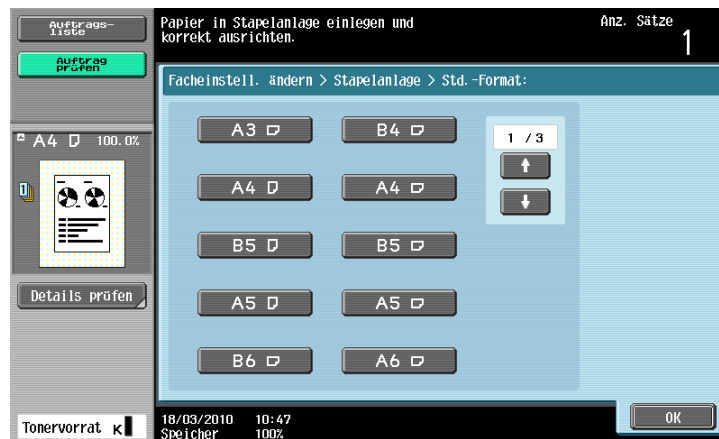 Auftrags-
liste
Auftrag
prüfen
Papier in Stapelanlage einlegen und
korrekt ausrichten.
Anz. Sätze
1
Facheinstell. ändern > Stapelanlage > Std.-Format:
A4 100.0%
1
A3 B4
1 / 3
A4 A4
B5 B5
A5 A5
B6 A6
Details prüfen
Tonervorrat K
18/03/2010 10:47
Speicher 100%
OK